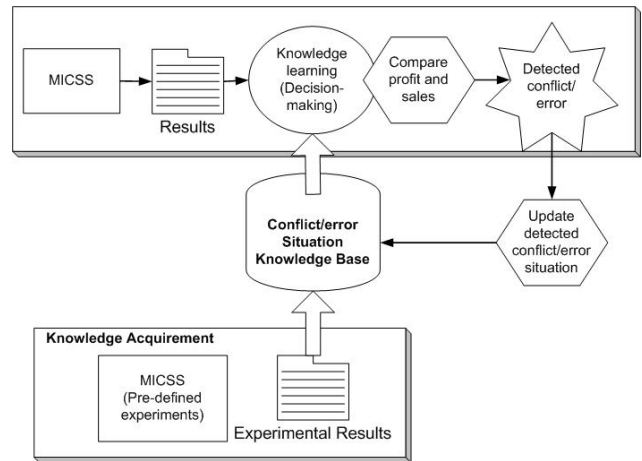 MICSS
Results
Knowledge
learning
(Decision-
making)
Compare
profit and
sales
Detected
conflict/
error
Conflict/error
Situation
Knowledge Base
Update
detected
conflict/error
situation
Knowledge Acquirement
MICSS
(Pre-defined
experiments)
Experimental Results